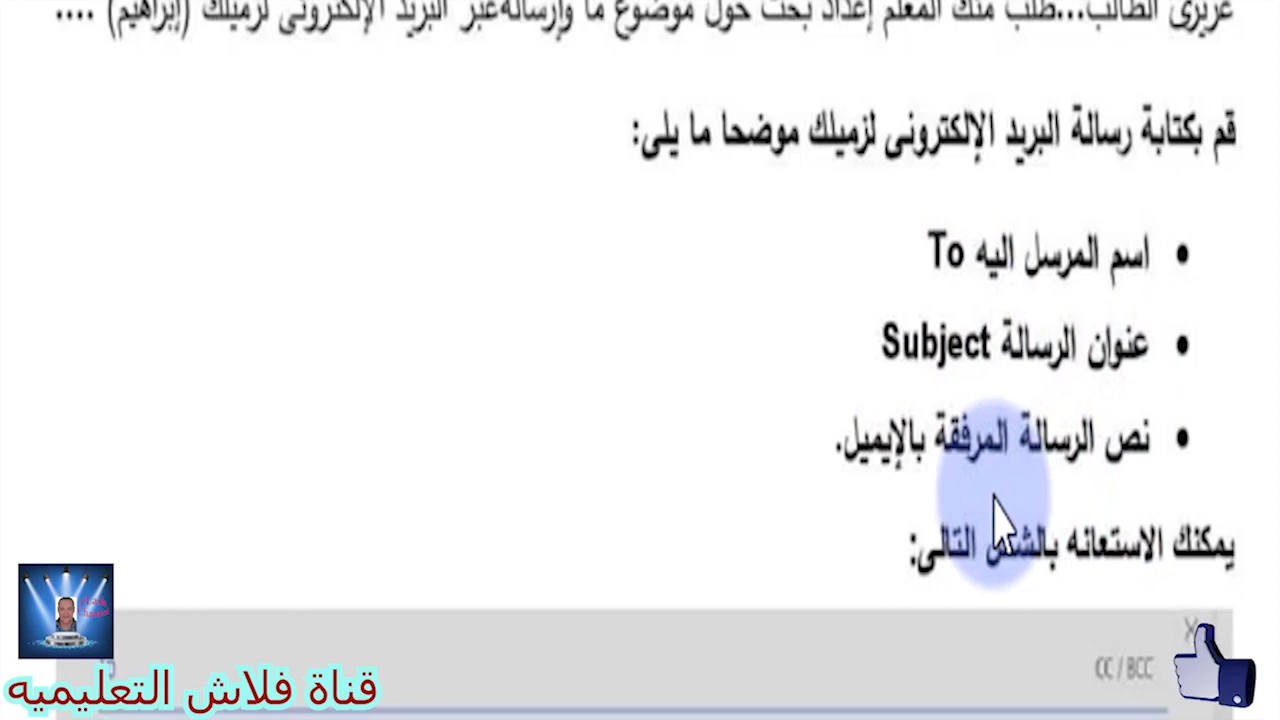 عزيزى الطالب...طلب منك المعلم إعداد بحث حول موضوع ما وإرسالهعبر البريد الإلكترونى لزميلك (إبراهيم) ....
قم بكتابة رسالة البريد الإلكترونى لزميلك موضحا ما يلى:
• اسم المرسل اليه To
• عنوان الرسالة Subject
• نص الرسالة المرفقة بالإيميل.
يمكنك الاستعانه بالشكل التالى:
CC / BCC
قناة فلاش التعليميه